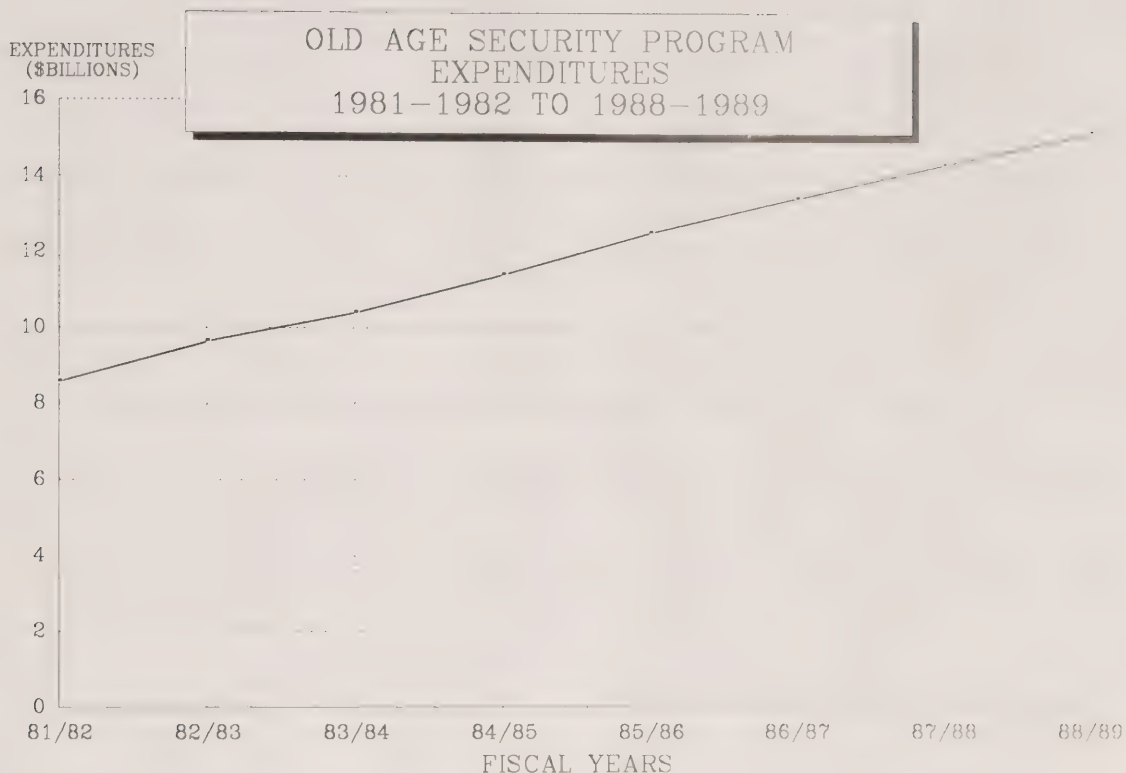 OLD AGE SECURITY PROGRAM
EXPENDITURES
1981-1982 TO 1988-1989
EXPENDITURES
($BILLIONS)
16
14
12
10
8
6
4
2
0
81/82 82/83 83/84 84/85 85/86 86/87 87/88 88/89
FISCAL YEARS